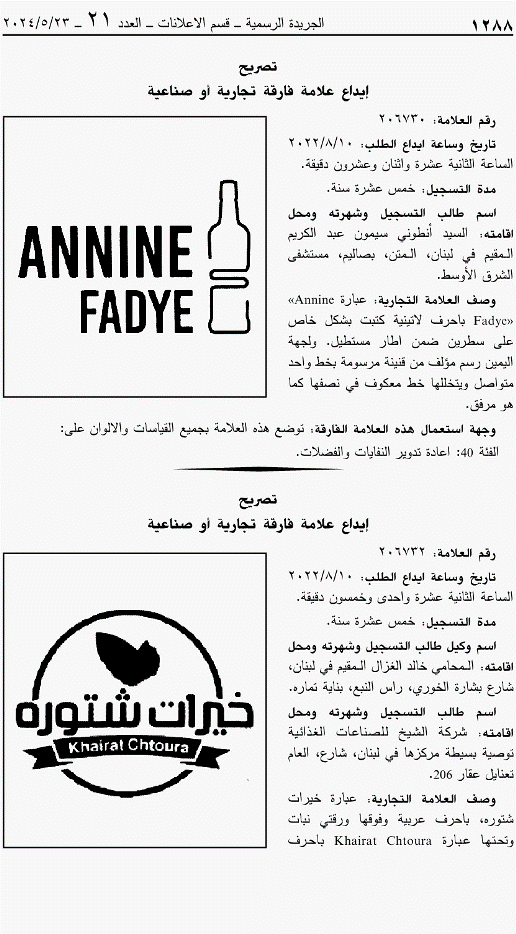 ١٢٨٨
الجريدة الرسمية ــ قسم الاعلانات ــ العدد ٢١ ــ ٢٠٢٤/٥/٢٣
تصريح
إيداع علامة فارقة تجارية أو صناعية
رقم العلامة: ٢٠٦٧٣٠
تاريخ وساعة ايداع الطلب: ٢٠٢٢/٨/١٠
الساعة الثانية عشرة واثنان وعشرون دقيقة.
مدة التسجيل: خمس عشرة سنة.
اسم طالب التسجيل وشهرته ومحل
اقامته: السيد أنطوني سيمون عبد الكريم
المقيم في لبنان، المتن، بصاليم، مستشفى
الشرق الأوسط.
وصف العلامة التجارية: عبارة «Annine
Fadye» باحرف لاتينية كتبت بشكل خاص
على سطرين ضمن اطار مستطيل. ولجهة
اليمين رسم مؤلف من قنينة مرسومة بخط واحد
متواصل ويتخللها خط معكوف في نصفها كما
هو مرفق.
ANNINE
FADYE
وجهة استعمال هذه العلامة الفارقة: توضع هذه العلامة بجميع القياسات والالوان على:
الفئة 40: اعادة تدوير النفايات والفضلات.
تصريح
إيداع علامة فارقة تجارية أو صناعية
رقم العلامة: ٢٠٦٧٣٢
تاريخ وساعة ايداع الطلب: ٢٠٢٢/٨/١٠
الساعة الثانية عشرة واحدى وخمسون دقيقة.
مدة التسجيل: خمس عشرة سنة.
اسم وكيل طالب التسجيل وشهرته ومحل
اقامته: المحامي خالد الغزال المقيم في لبنان،
شارع بشارة الخوري، راس النبع، بناية تماره.
اسم طالب التسجيل وشهرته ومحل
اقامته: شركة الشيخ للصناعات الغذائية
توصية بسيطة مركزها في لبنان، شارع، العام
تعنايل عقار 206.
وصف العلامة التجارية: عبارة خيرات
شتوره، باحرف عربية وفوقها ورقتي نبات
وتحتها عبارة Khairat Chtoura باحرف
خيرات شتوره
Khairat Chtoura